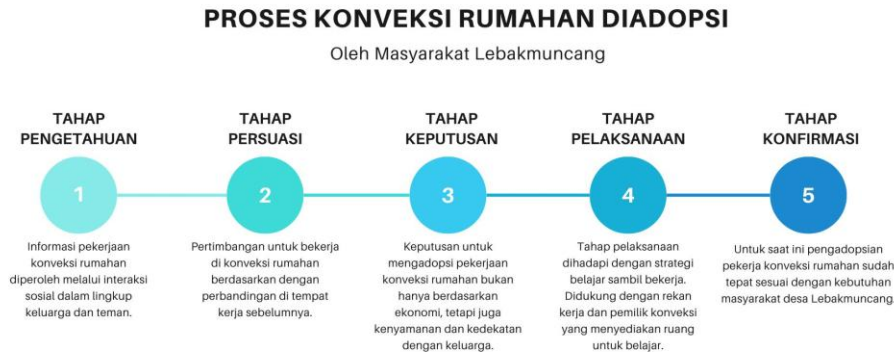 PROSES KONVEKSI RUMAHAN DIADOPSI
Oleh Masyarakat Lebakmuncang
TAHAP
PENGETAHUAN
1
Informasi pekerjaan
konveksi rumahan
diperoleh melalui interaksi
sosial dalam lingkup
keluarga dan teman.
TAHAP
PERSUASI
2
Pertimbangan untuk bekerja
di konveksi rumahan
berdasarkan dengan
perbandingan di tempat
kerja sebelumnya.
TAHAP
KEPUTUSAN
3
Keputusan untuk
mengadopsi pekerjaan
konveksi rumahan bukan
hanya berdasarkan
ekonomi, tetapi juga
kenyamanan dan kedekatan
dengan keluarga.
TAHAP
PELAKSANAAN
4
Tahap pelaksanaan
dihadapi dengan strategi
belajar sambil bekerja.
Didukung dengan rekan
kerja dan pemilik konveksi
yang menyediakan ruang
untuk belajar.
TAHAP
KONFIRMASI
5
Untuk saat ini pengadopsian
pekerja konveksi rumahan sudah
tepat sesuai dengan kebutuhan
masyarakat desa Lebakmuncang.